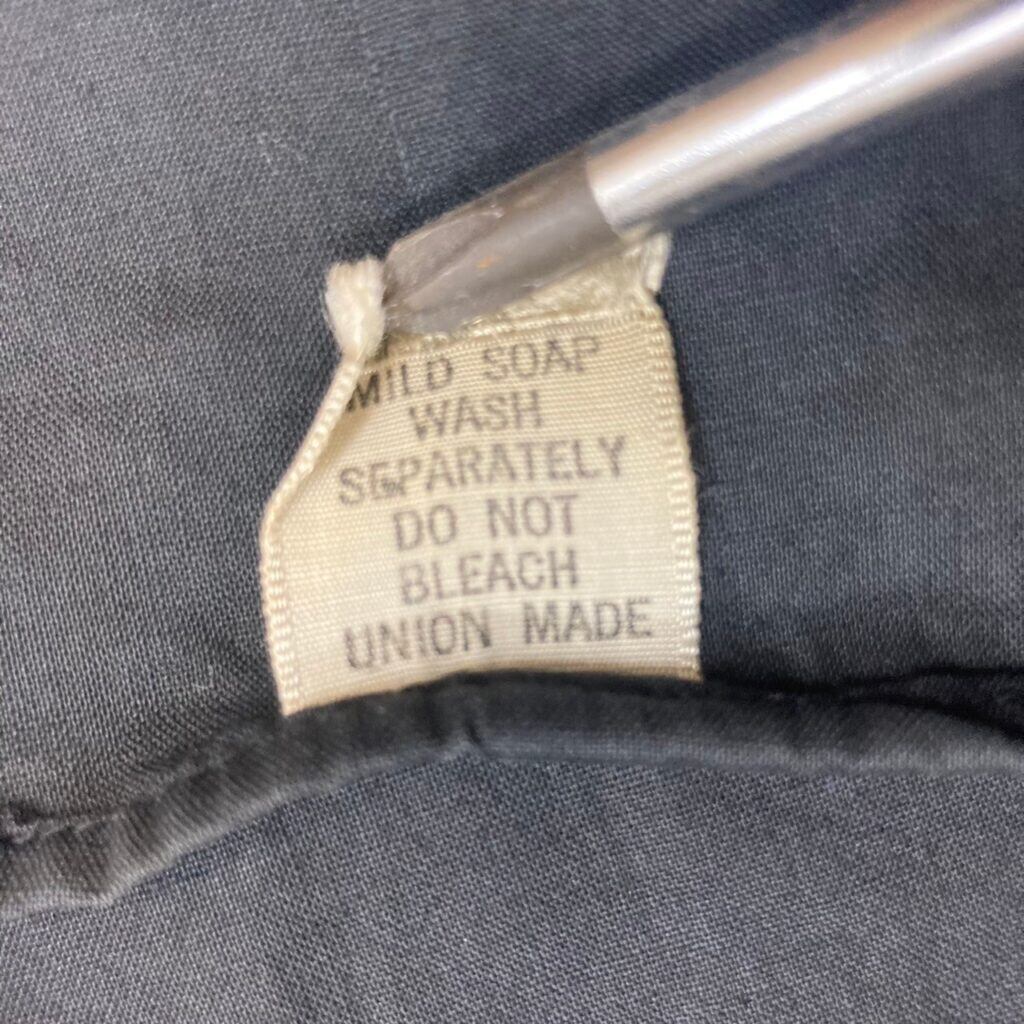 MILD SOAP
WASH
SEPARATELY
DO NOT
BLEACH
UNION MADE